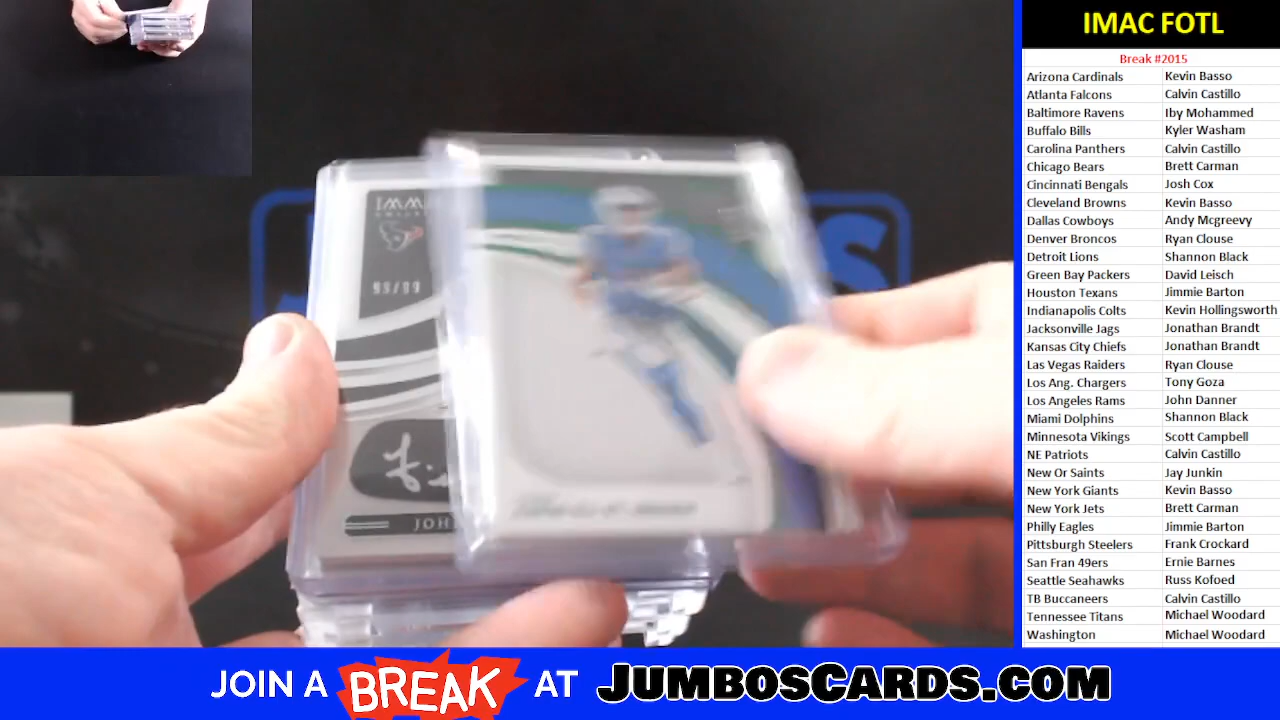 IMAC FOTL
Break #2015
Arizona Cardinals Kevin Basso
Atlanta Falcons Calvin Castillo
Baltimore Ravens Iby Mohammed
Buffalo Bills Kyler Washam
Carolina Panthers Calvin Castillo
Chicago Bears Brett Carman
Cincinnati Bengals Josh Cox
Cleveland Browns Kevin Basso
Dallas Cowboys Andy Mcgreevy
Denver Broncos Ryan Clouse
Detroit Lions Shannon Black
Green Bay Packers David Leisch
Houston Texans Jimmie Barton
Indianapolis Colts Kevin Hollingsworth
Jacksonville Jags Jonathan Brandt
Kansas City Chiefs Jonathan Brandt
Las Vegas Raiders Ryan Clouse
Los Ang. Chargers Tony Goza
Los Angeles Rams John Danner
Miami Dolphins Shannon Black
Minnesota Vikings Scott Campbell
NE Patriots Calvin Castillo
New Or Saints Jay Junkin
New York Giants Kevin Basso
New York Jets Brett Carman
Philly Eagles Jimmie Barton
Pittsburgh Steelers Frank Crockard
San Fran 49ers Ernie Barnes
Seattle Seahawks Russ Kofoed
TB Buccaneers Calvin Castillo
Tennessee Titans Michael Woodard
Washington Michael Woodard
IMM
99/99
JOH
JOIN A BREAK AT JUMBOSCARDS.COM